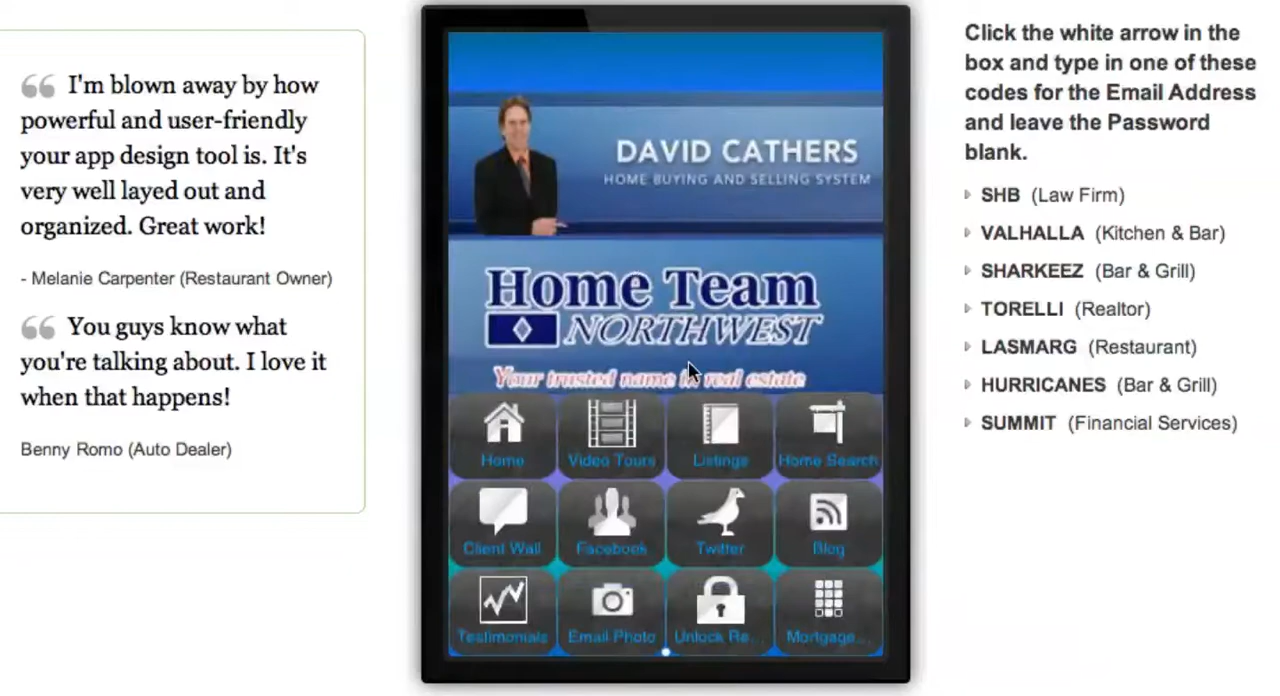 I'm blown away by how
powerful and user-friendly
your app design tool is. It's
very well layed out and
organized. Great work!
- Melanie Carpenter (Restaurant Owner)
You guys know what
you're talking about. I love it
when that happens!
Benny Romo (Auto Dealer)
DAVID CATHERS
HOME BUYING AND SELLING SYSTEM
Home Team
NORTHWEST
Your trusted name in real estate
Home Video Tours Listings Home Search
Client Wall Facebook Twitter Blog
Testimonials Email Photo Unlock Re... Mortgage...
Click the white arrow in the
box and type in one of these
codes for the Email Address
and leave the Password
blank.
SHB (Law Firm)
VALHALLA (Kitchen & Bar)
SHARKEEZ (Bar & Grill)
TORELLI (Realtor)
LASMARG (Restaurant)
HURRICANES (Bar & Grill)
SUMMIT (Financial Services)